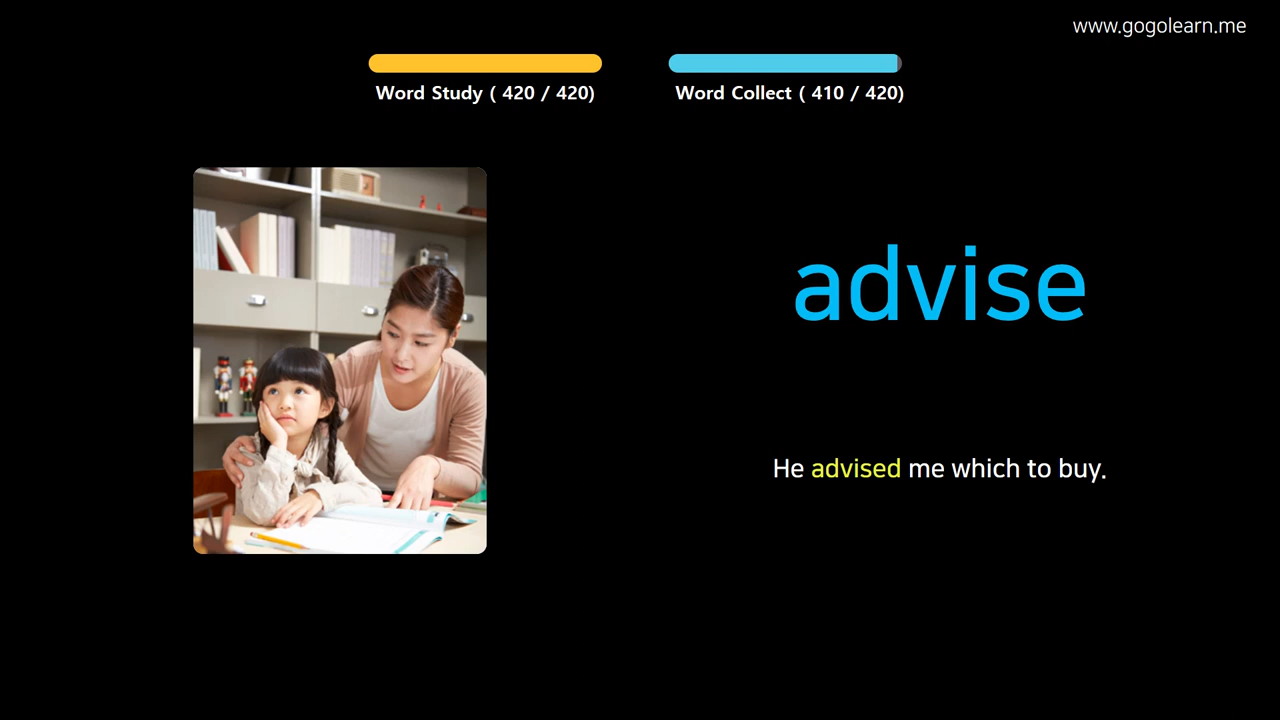 www.gogolearn.me
Word Study ( 420 / 420)
Word Collect ( 410 / 420)
advise
He advised me which to buy.